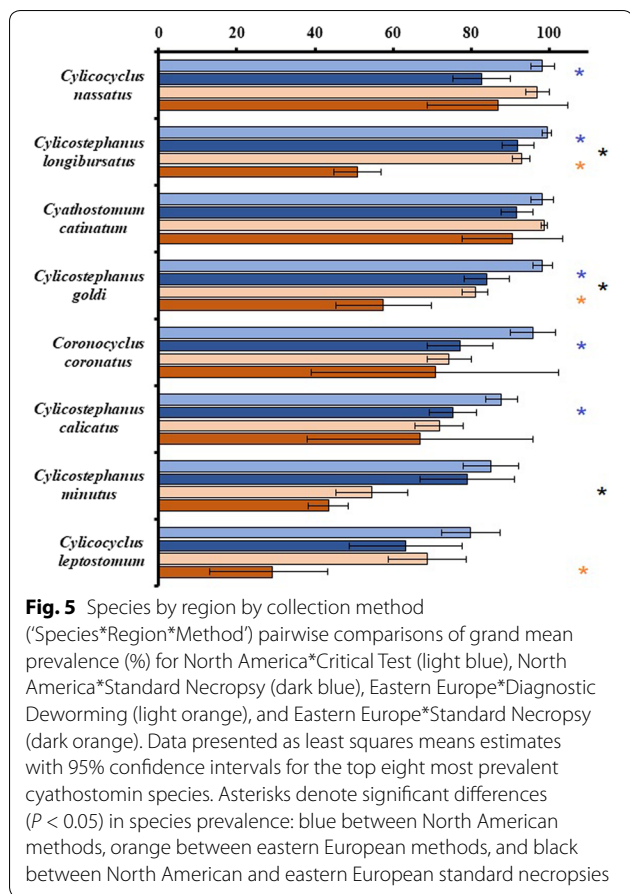 0 20 40 60 80 100
Cylicocyclus
nassatus
*
Cylicostephanus
longibursatus
*
*
*
Cyathostomum
catinatum
Cylicostephanus
goldi
*
*
*
Coronocyclus
coronatus
*
Cylicostephanus
calicatus
*
Cylicostephanus
minutus
*
Cylicocyclus
leptostomum
*
Fig. 5 Species by region by collection method
(‘Species*Region*Method’) pairwise comparisons of grand mean
prevalence (%) for North America*Critical Test (light blue), North
America*Standard Necropsy (dark blue), Eastern Europe*Diagnostic
Deworming (light orange), and Eastern Europe*Standard Necropsy
(dark orange). Data presented as least squares means estimates
with 95% confidence intervals for the top eight most prevalent
cyathostomin species. Asterisks denote significant differences
(P < 0.05) in species prevalence: blue between North American
methods, orange between eastern European methods, and black
between North American and eastern European standard necropsies